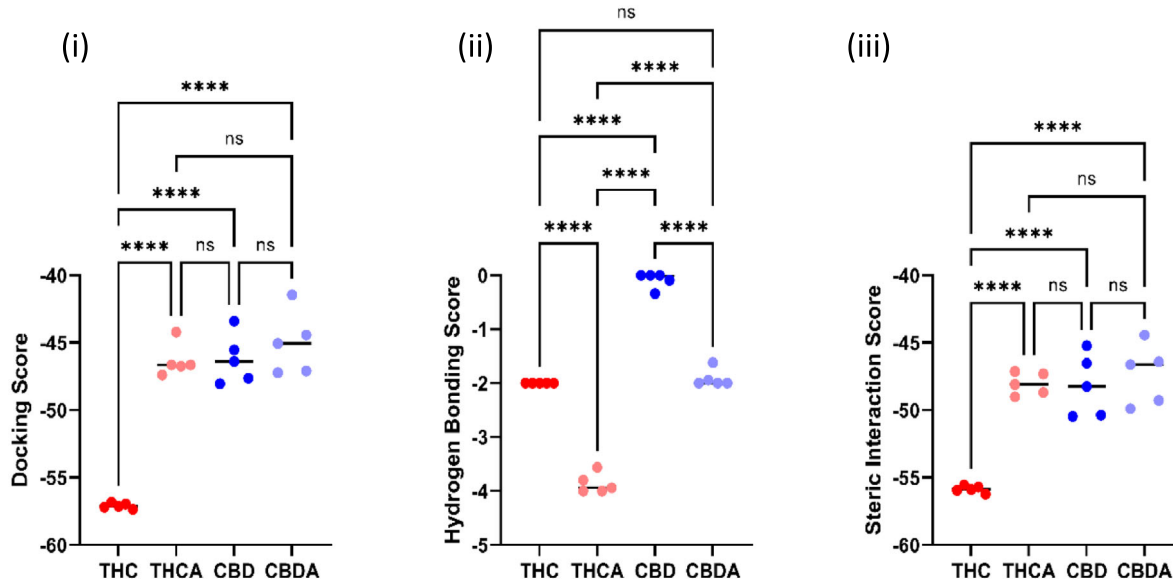 (i)
(ii)
(iii)
ns
****
****
ns
****
****
****
****
ns
ns
****
****
****
ns
****
****
ns
ns
Docking Score
-40
-45
-50
-55
-60
THC THCA CBD CBDA
Hydrogen Bonding Score
0
-1
-2
-3
-4
-5
THC THCA CBD CBDA
Steric Interaction Score
-40
-45
-50
-55
-60
THC THCA CBD CBDA